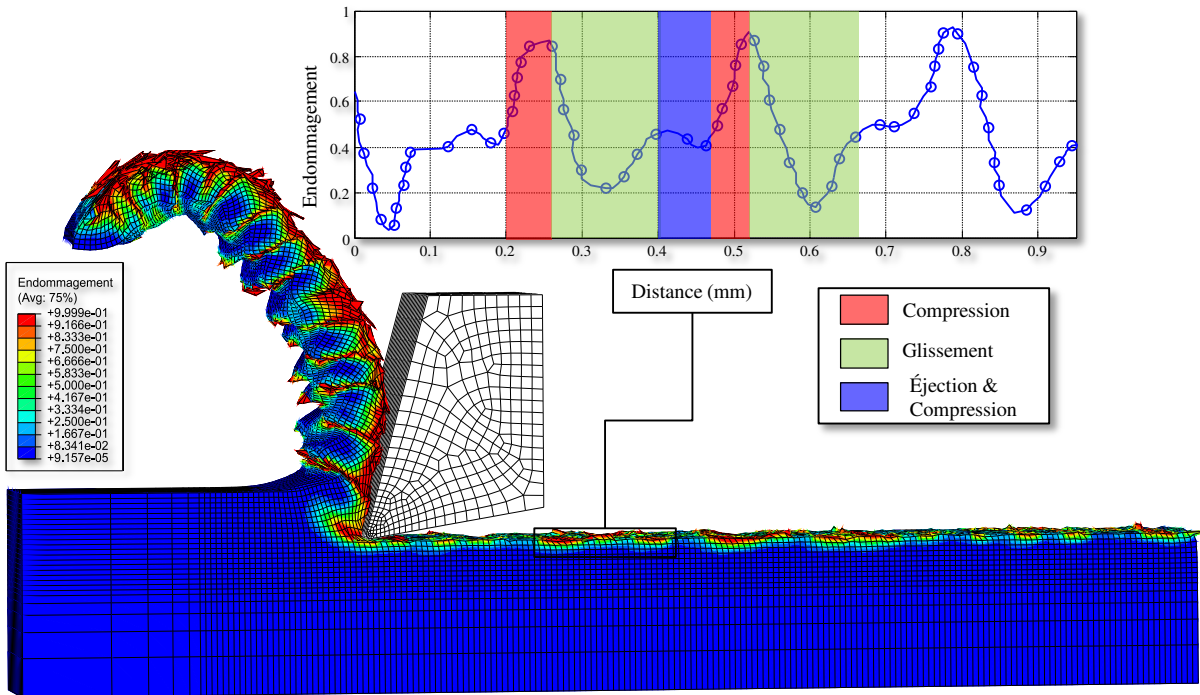 1
0.8
0.6
0.4
0.2
0
Endommagement
0 0.1 0.2 0.3 0.4 0.5 0.6 0.7 0.8 0.9
Distance (mm)
Compression
Glissement
Éjection &
Compression
Endommagement
(Avg: 75%)
+9.999e-01
+9.166e-01
+8.333e-01
+7.500e-01
+6.666e-01
+5.833e-01
+5.000e-01
+4.167e-01
+3.334e-01
+2.500e-01
+1.667e-01
+8.341e-02
+9.157e-05